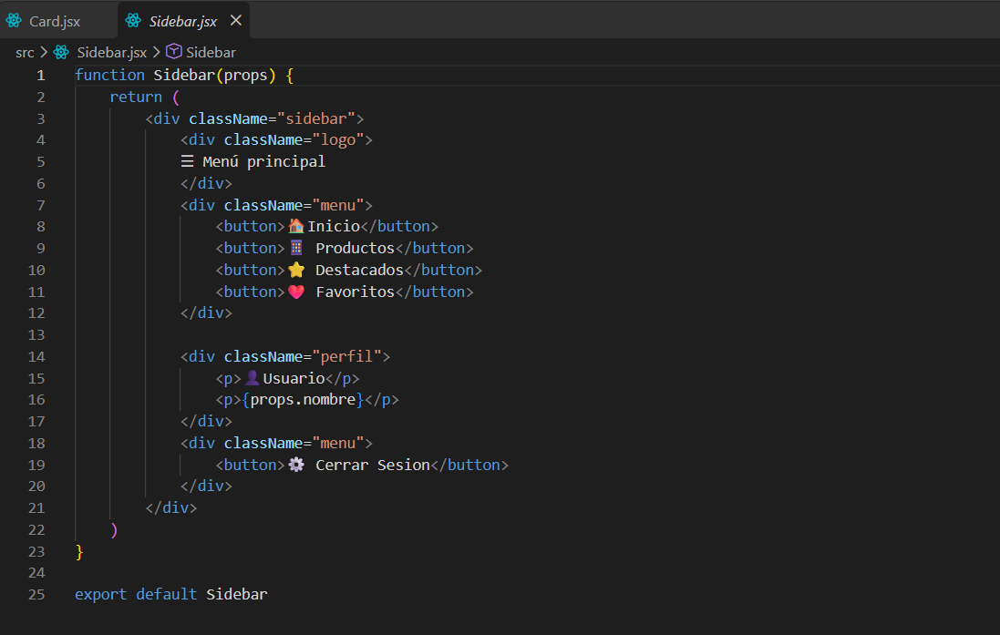 Card.jsx Sidebar.jsx
src > Sidebar.jsx > Sidebar
1 function Sidebar(props) {
2 return (
3 <div className="sidebar">
4 <div className="logo">
5 ☰ Menú principal
6 </div>
7 <div className="menu">
8 <button>🏠Inicio</button>
9 <button>🏢 Productos</button>
10 <button>⭐ Destacados</button>
11 <button>❤️ Favoritos</button>
12 </div>
13
14 <div className="perfil">
15 <p>👤Usuario</p>
16 <p>{props.nombre}</p>
17 </div>
18 <div className="menu">
19 <button>⚙️ Cerrar Sesion</button>
20 </div>
21 </div>
22 )
23 }
24
25 export default Sidebar